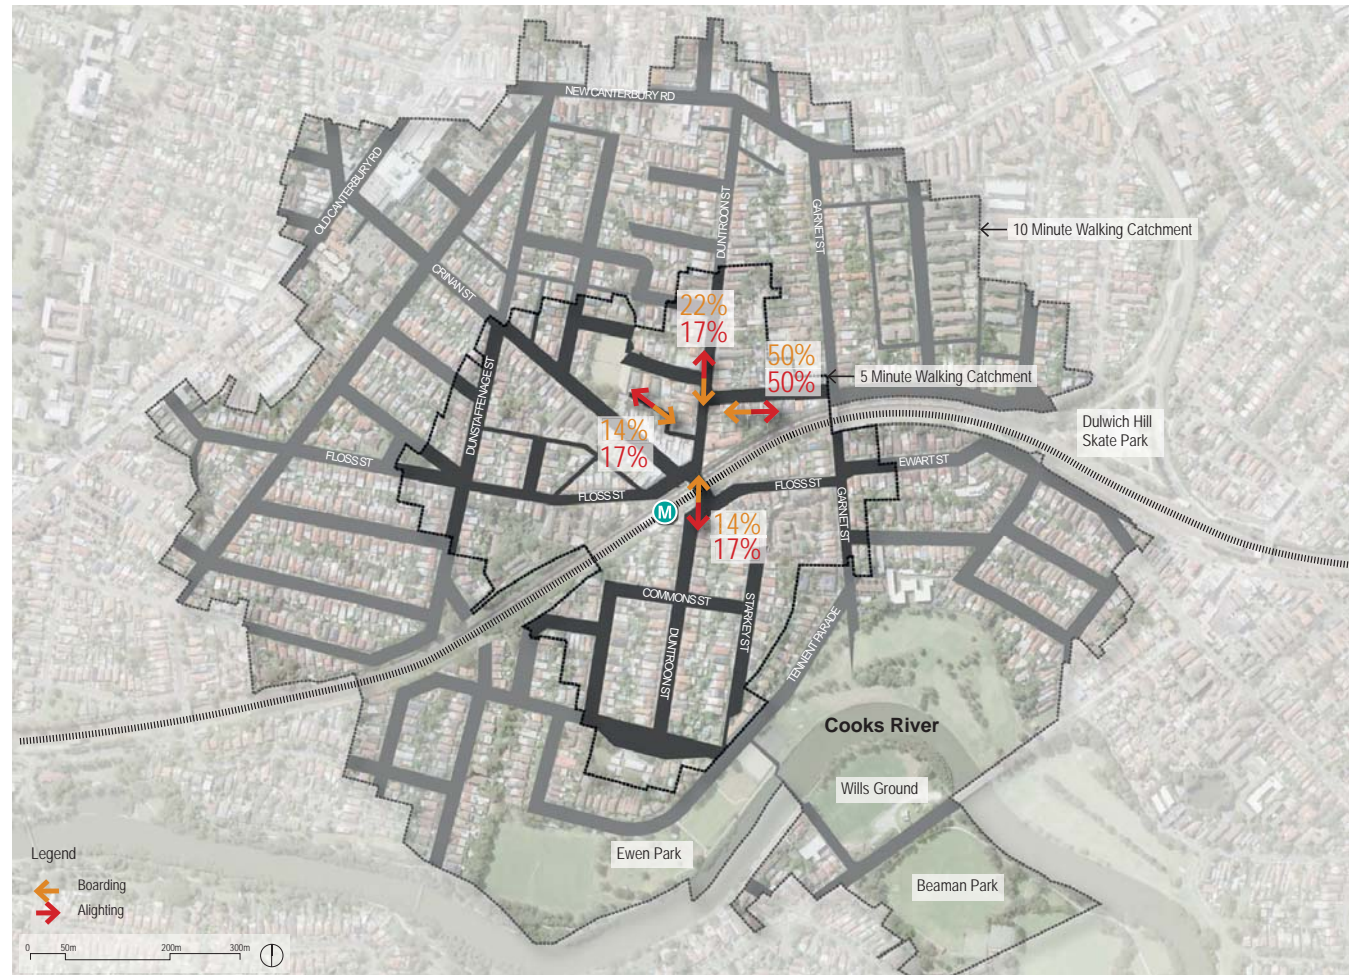 NEW CANTERBURY RD
OLD CANTERBURY RD
DUNTROON ST
GARNET ST
10 Minute Walking Catchment
CRINAN ST
22%
17%
50%
50%
5 Minute Walking Catchment
DUNSTAFFENAGE ST
14%
17%
Dulwich Hill
Skate Park
FLOSS ST
EWART ST
FLOSS ST
FLOSS ST
GARNET ST
M
14%
17%
COMMONS ST
STARKEY ST
DUNTROON ST
TENNENT PARADE
Cooks River
Wills Ground
Ewen Park
Beaman Park
Legend
Boarding
Alighting
0 50m 200m 300m